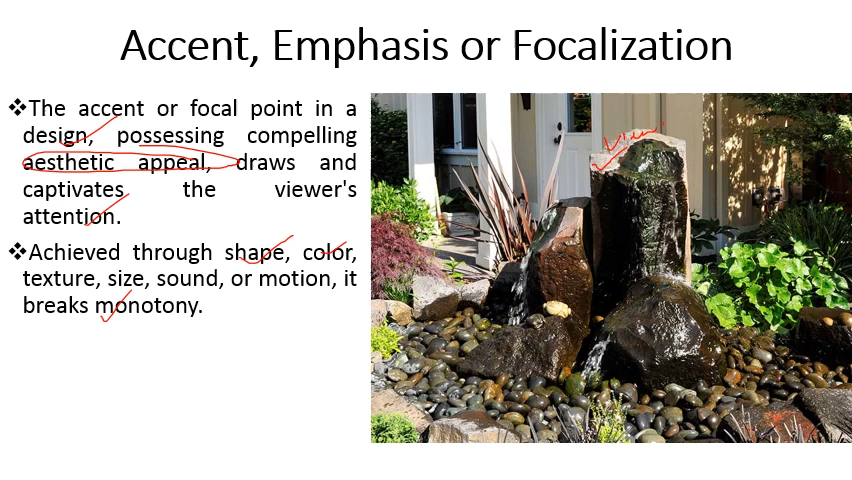 Accent, Emphasis or Focalization
❖The accent or focal point in a
design, possessing compelling
aesthetic appeal, draws and
captivates the viewer's
attention.
❖Achieved through shape, color,
texture, size, sound, or motion, it
breaks monotony.